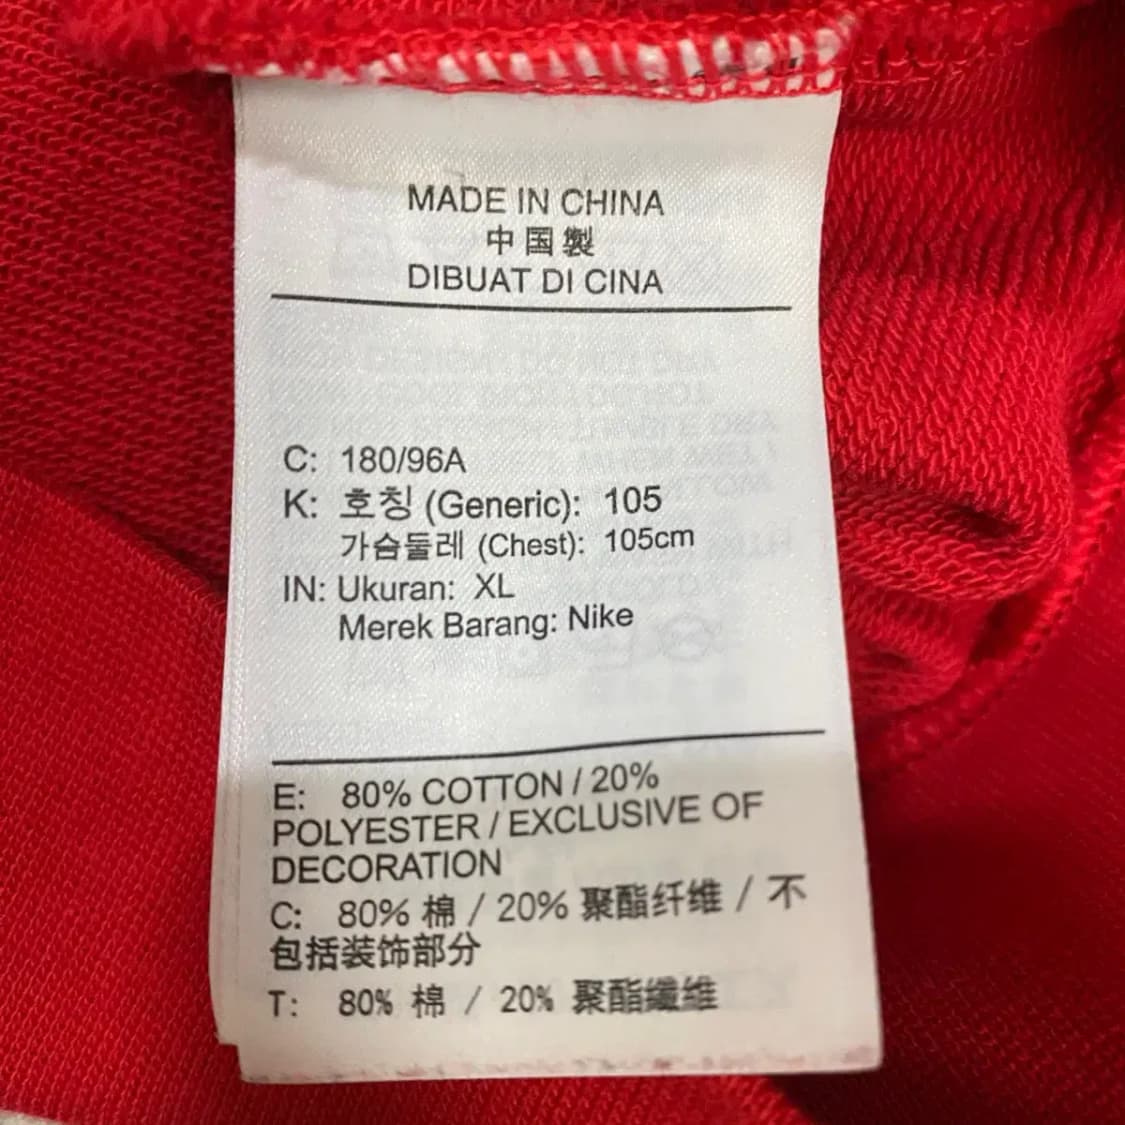 MADE IN CHINA
中国製
DIBUAT DI CINA
C: 180/96A
K: 호칭 (Generic): 105
가슴둘레 (Chest): 105cm
IN: Ukuran: XL
Merek Barang: Nike
E: 80% COTTON / 20%
POLYESTER / EXCLUSIVE OF
DECORATION
C: 80% 棉 / 20% 聚酯纤维 / 不
包括装饰部分
T: 80% 棉 / 20% 聚酯纖維